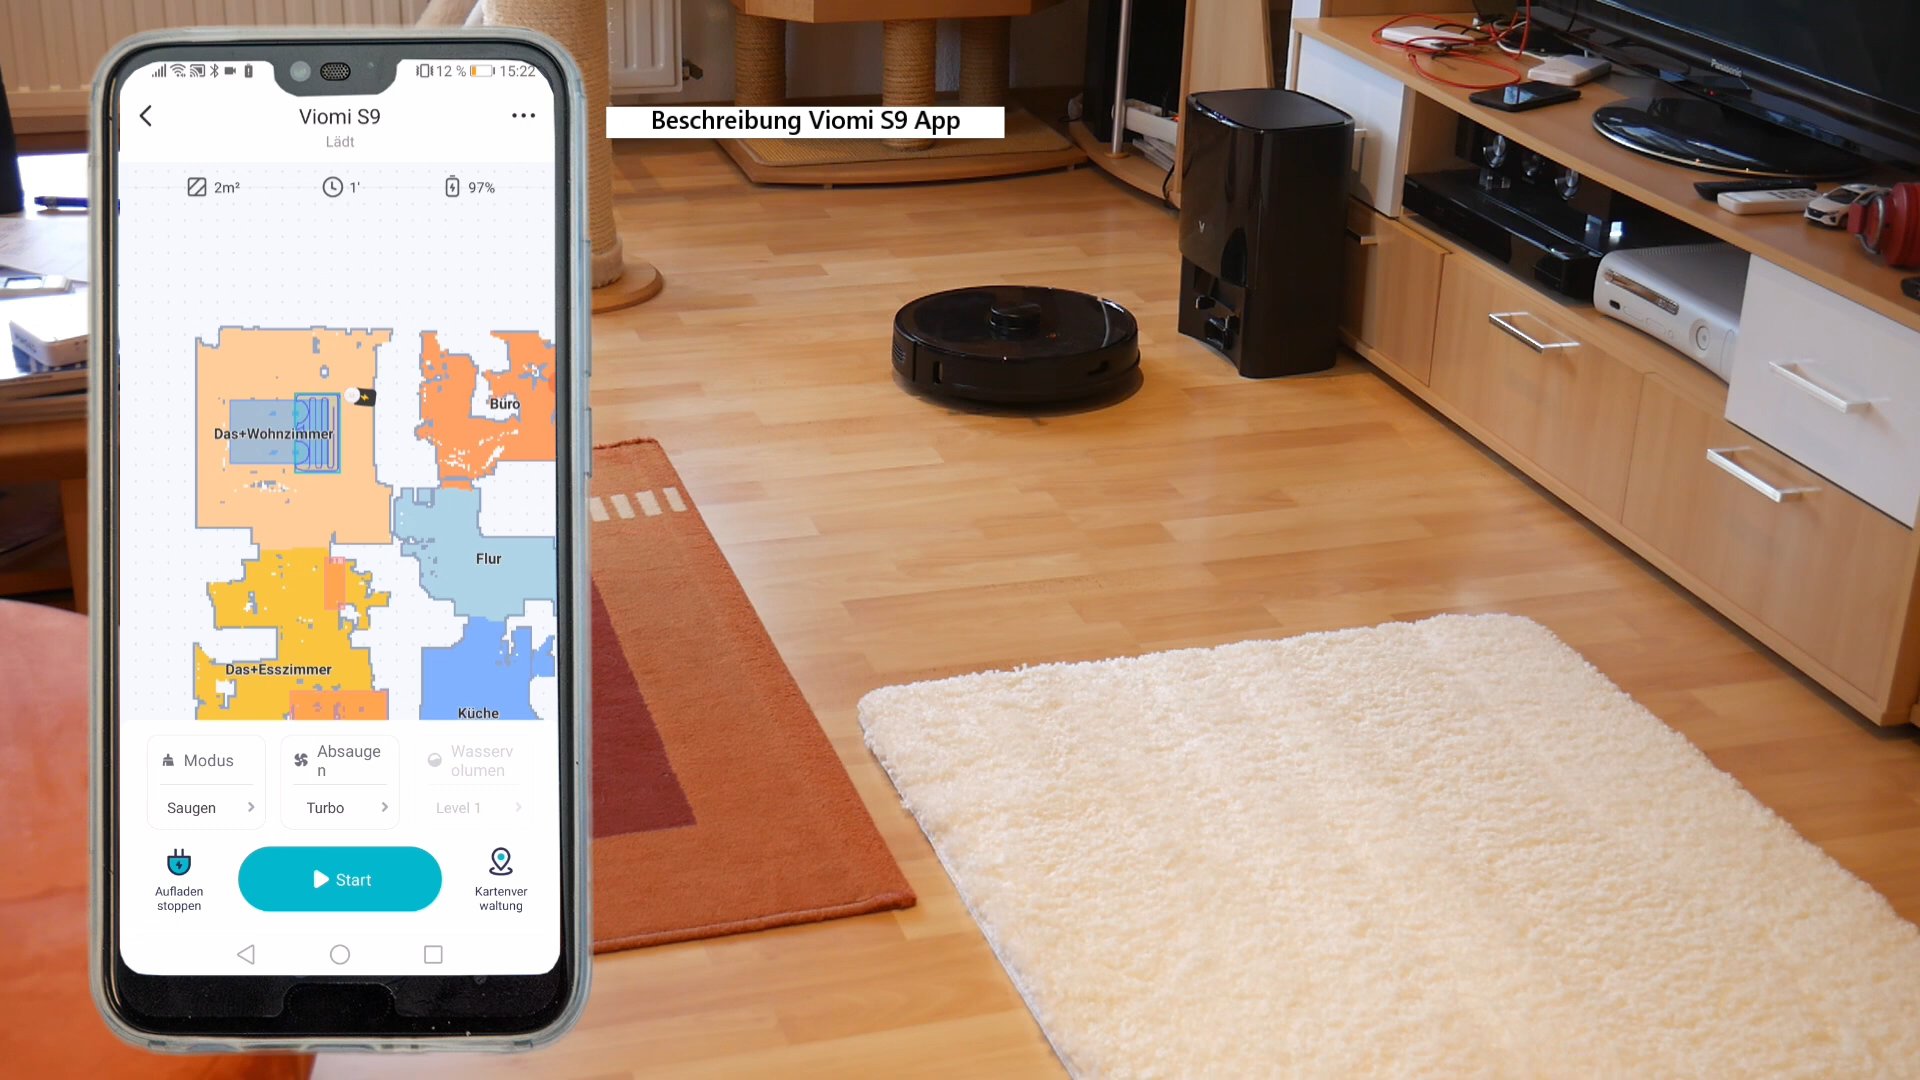 12 % 15:22
Viomi S9
Lädt
2m² 1' 97%
Beschreibung Viomi S9 App
Panasonic
Büro
Das+Wohnzimmer
Flur
Das+Esszimmer
Küche
Modus
Absauge
n
Wasserv
olumen
Saugen
Turbo
Level 1
Aufladen
stoppen
Start
Kartenver
waltung